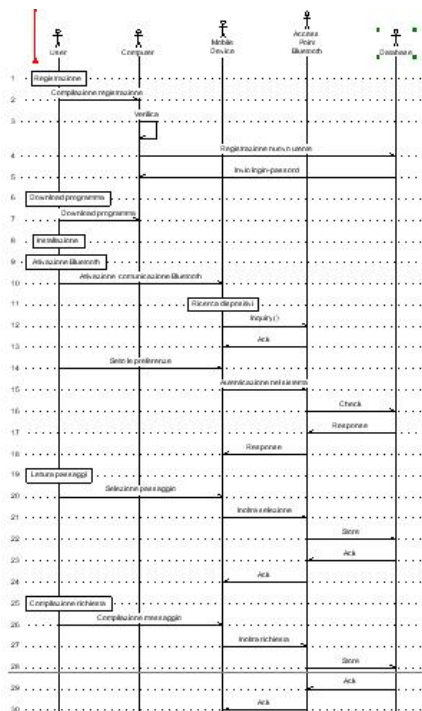 User
Computer
Mobile
Device
Access
Point
Bluetooth
Database
1
Registrazione
2
Compilazione registrazione
3
Verifica
4
Registrazione nuovo utente
5
Invio login-password
6
Download programma
7
Download programma
8
Installazione
9
Attivazione Bluetooth
10
Attivazione comunicazione Bluetooth
11
Ricerca dispositivi
12
Inquiry()
13
Ack
14
Setto le preferenze
15
Autenticazione nel sistema
16
Check
17
Response
18
Response
19
Lettura passaggi
20
Selezione passaggio
21
Inoltra selezione
22
Store
23
Ack
24
Ack
25
Compilazione richiesta
26
Compilazione messaggio
27
Inoltra richiesta
28
Store
29
Ack
30
Ack